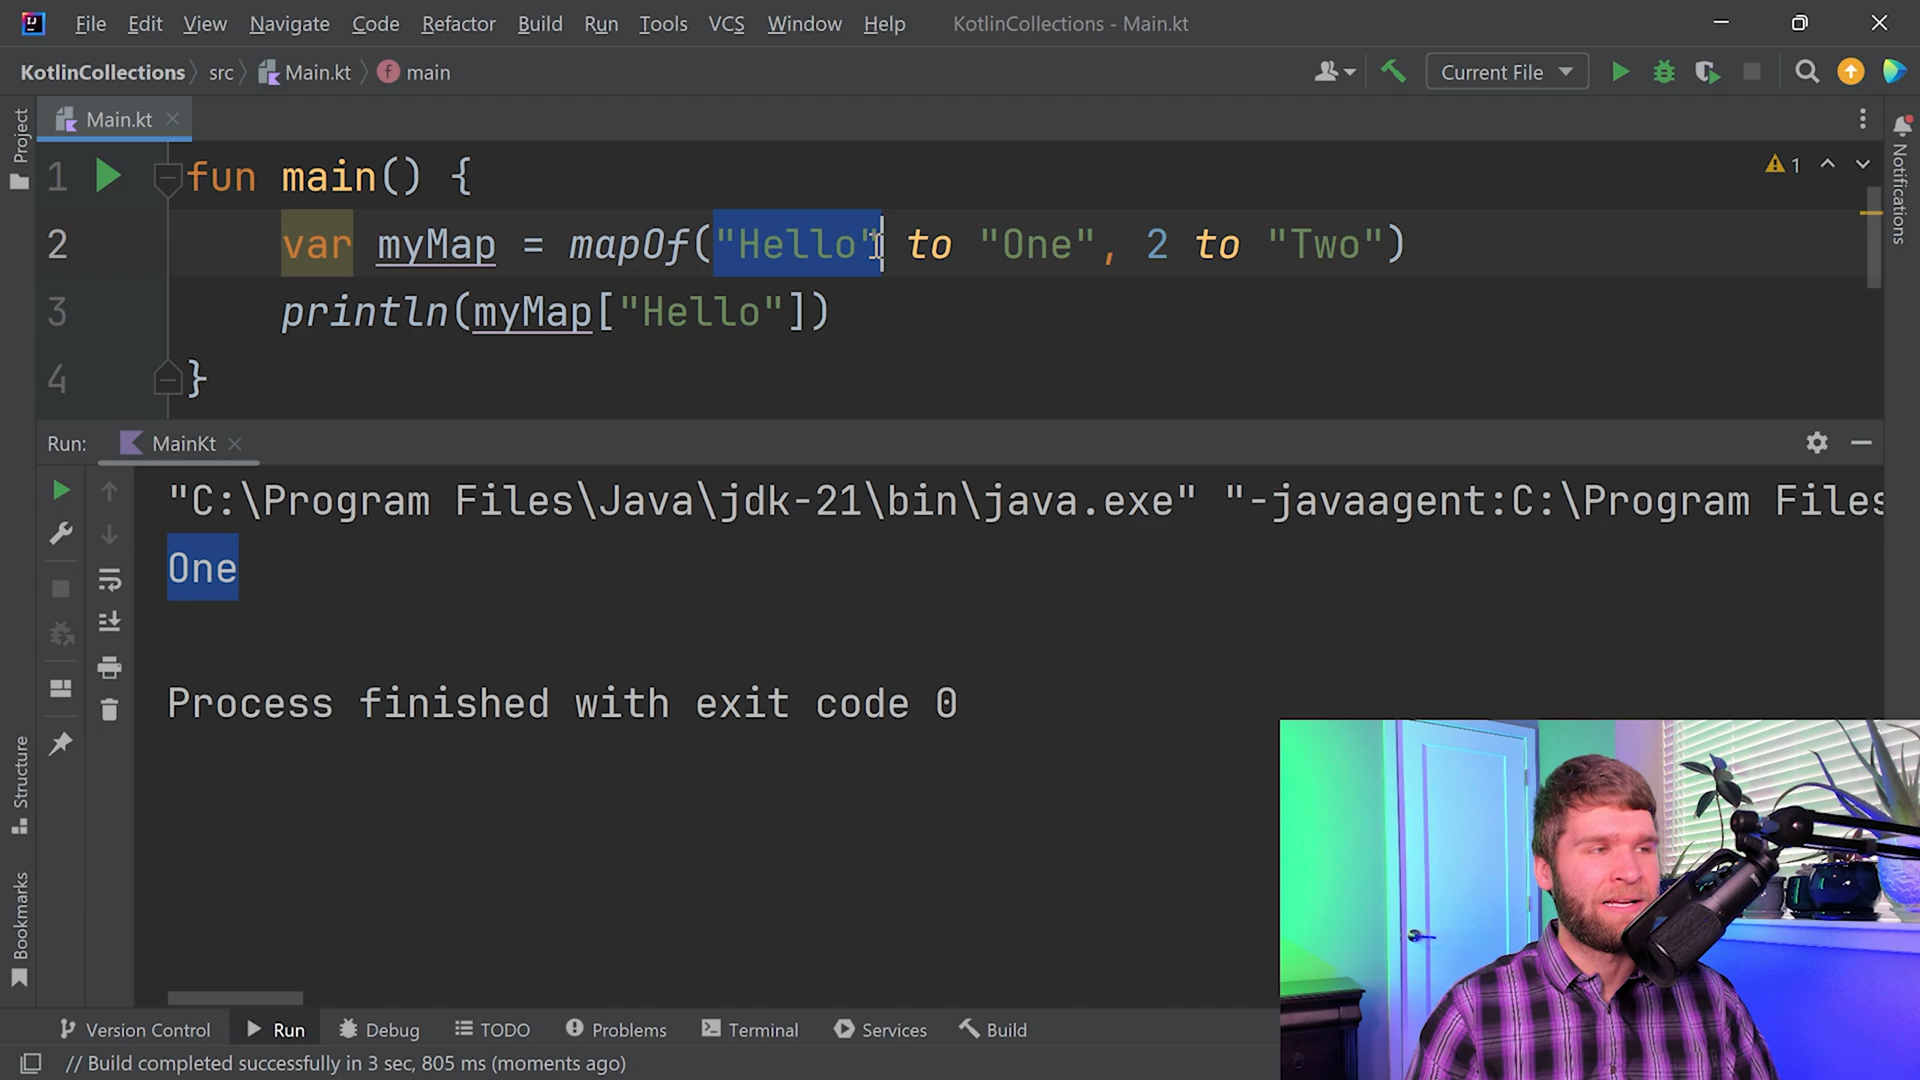 File Edit View Navigate Code Refactor Build Run Tools VCS Window Help KotlinCollections - Main.kt
KotlinCollections src Main.kt main
Current File
Project
Main.kt
Notifications
1 fun main() {
1
2 var myMap = mapOf("Hello" to "One", 2 to "Two")
3 println(myMap["Hello"])
4 }
Run: MainKt
"C:\Program Files\Java\jdk-21\bin\java.exe" "-javaagent:C:\Program Files
One
Process finished with exit code 0
Structure
Bookmarks
Version Control Run Debug TODO Problems Terminal Services Build
// Build completed successfully in 3 sec, 805 ms (moments ago)